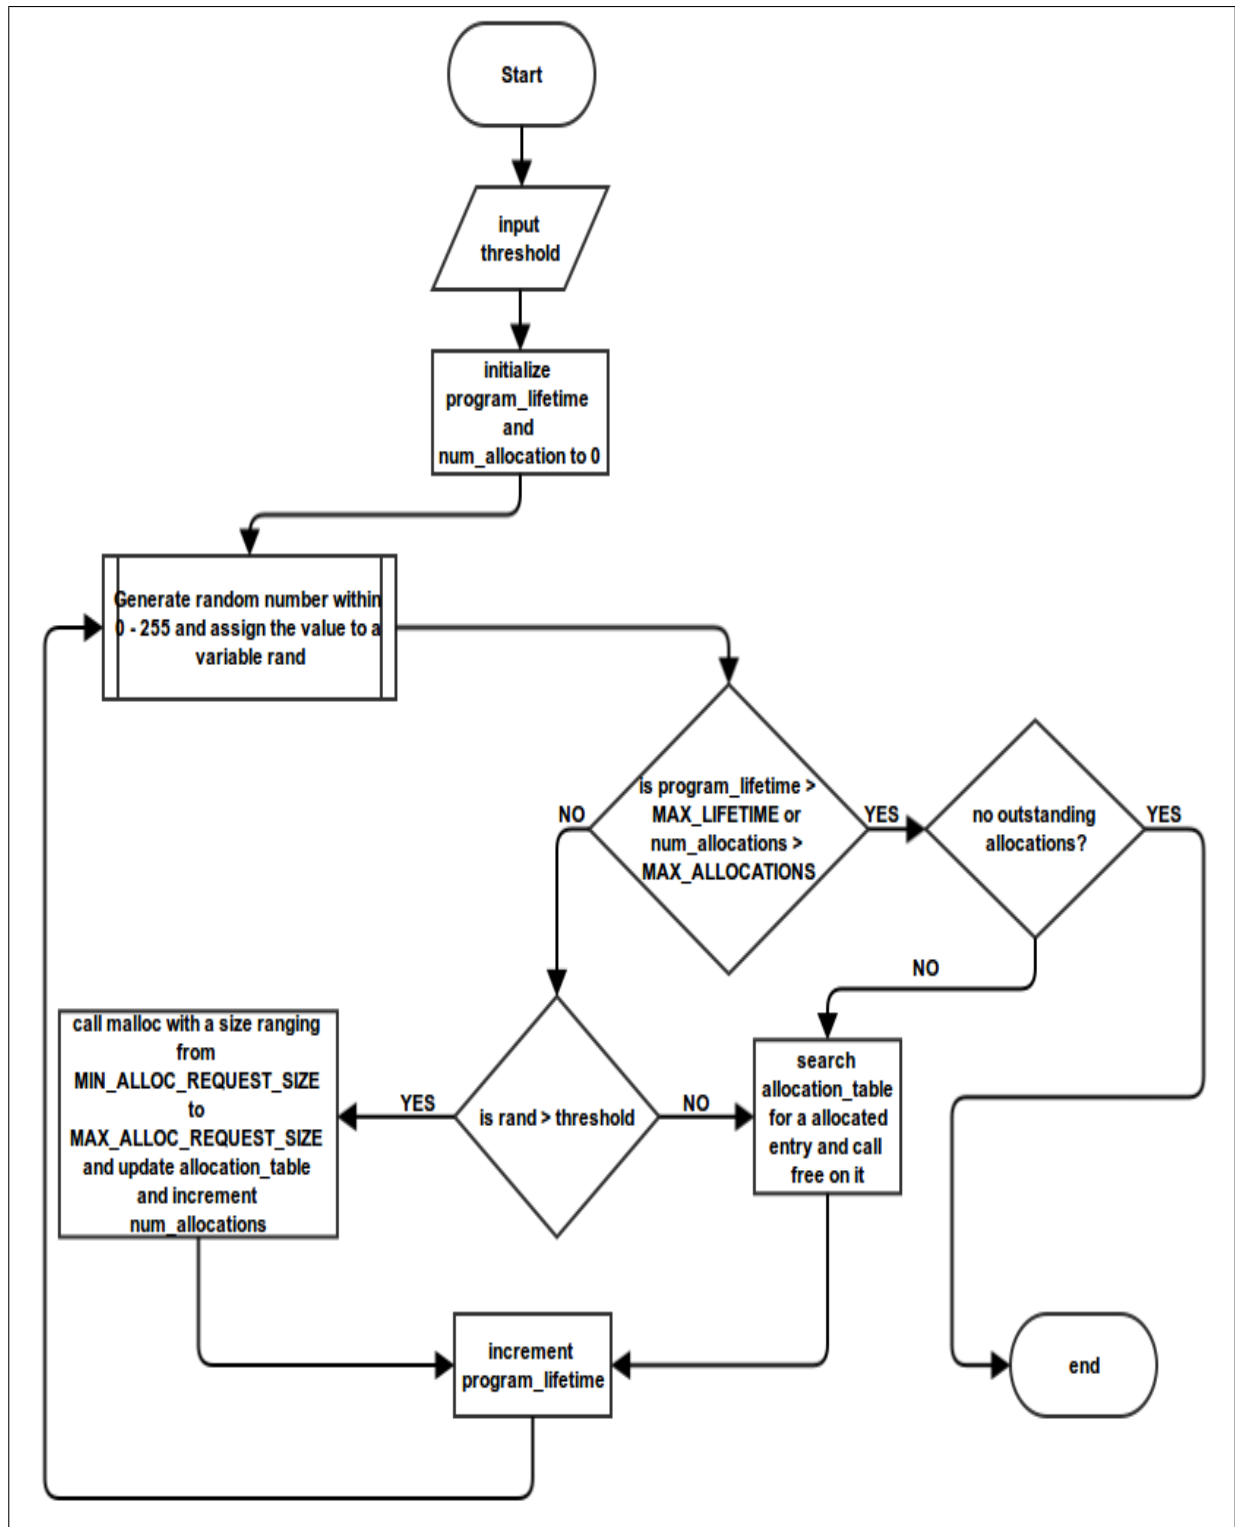 Start
input
threshold
initialize
program_lifetime
and
num_allocation to 0
Generate random number within
0 - 255 and assign the value to a
variable rand
is program_lifetime >
MAX_LIFETIME or
num_allocations >
MAX_ALLOCATIONS
NO
YES
no outstanding
allocations?
YES
NO
call malloc with a size ranging
from
MIN_ALLOC_REQUEST_SIZE
to
MAX_ALLOC_REQUEST_SIZE
and update allocation_table
and increment
num_allocations
YES
is rand > threshold
NO
search
allocation_table
for a allocated
entry and call
free on it
increment
program_lifetime
end